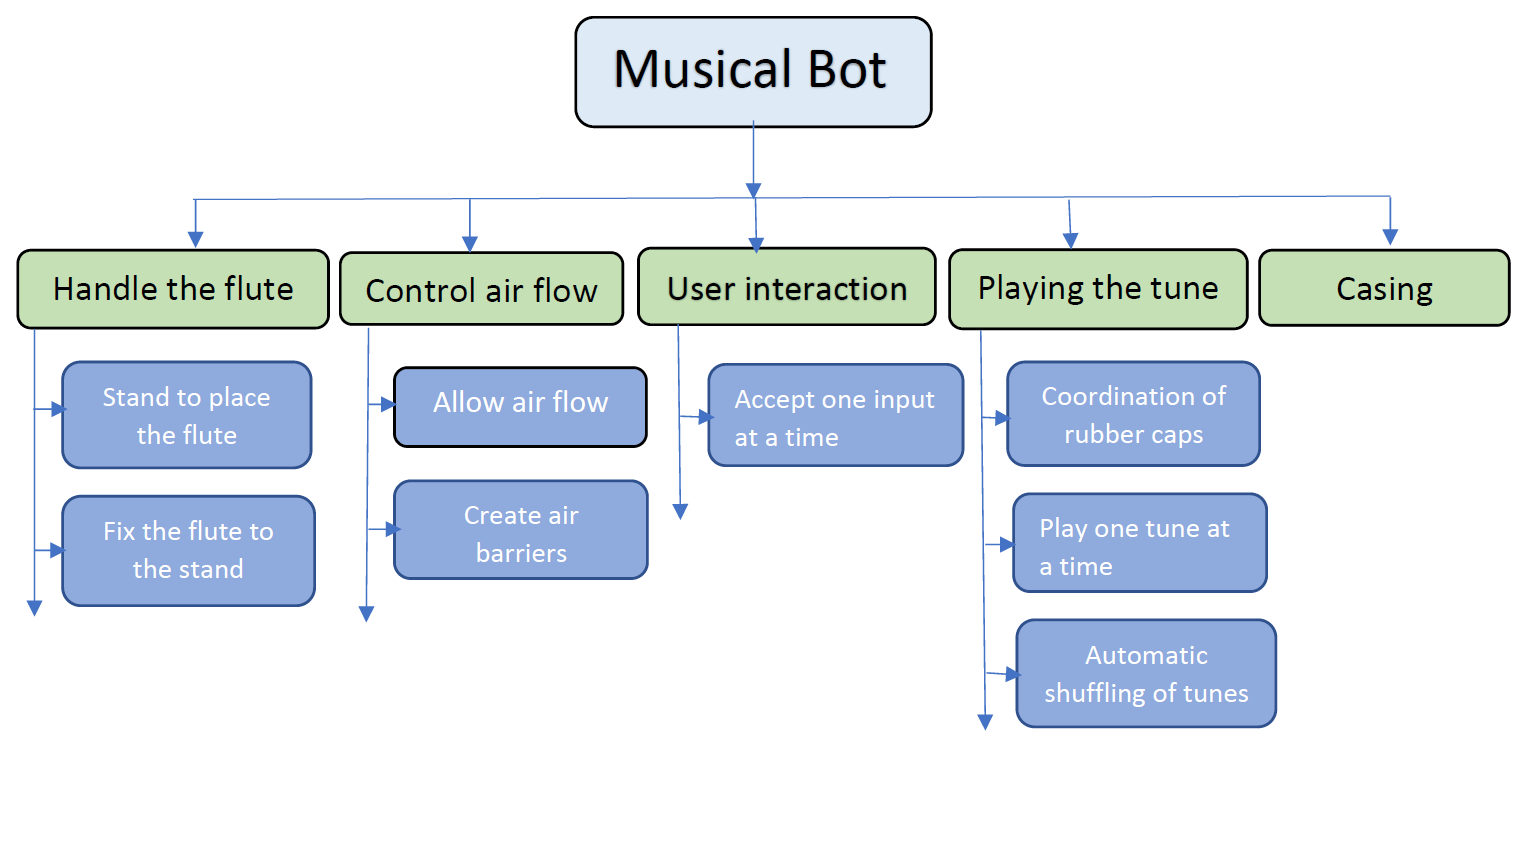 Musical Bot
Handle the flute
Control air flow
User interaction
Playing the tune
Casing
Stand to place
the flute
Fix the flute to
the stand
Allow air flow
Create air
barriers
Accept one input
at a time
Coordination of
rubber caps
Play one tune at
a time
Automatic
shuffling of tunes